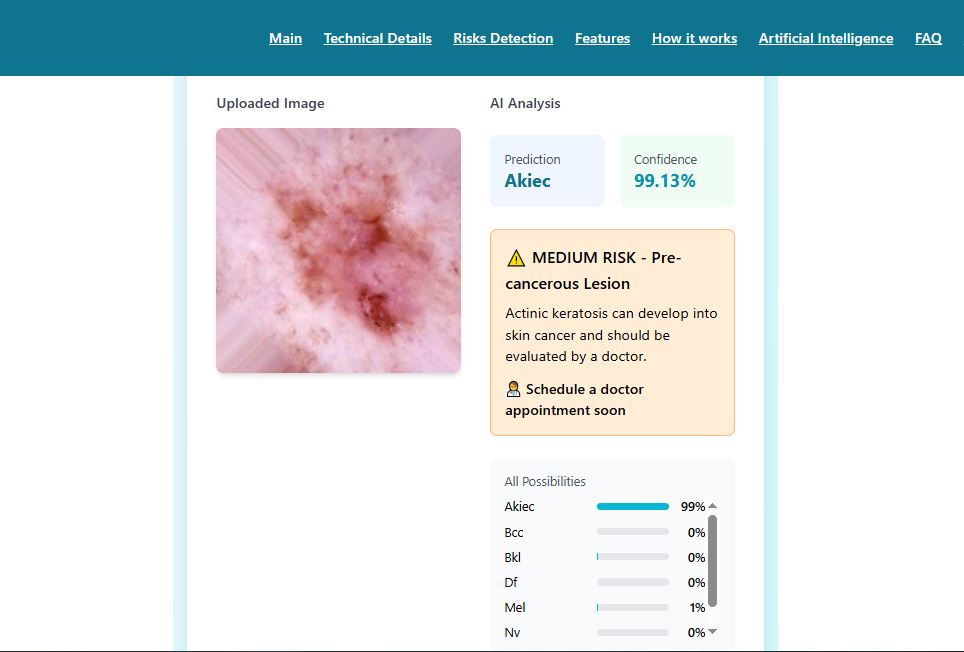 Main Technical Details Risks Detection Features How it works Artificial Intelligence FAQ
Uploaded Image
AI Analysis
Prediction
Akiec
Confidence
99.13%
⚠️ MEDIUM RISK - Pre-
cancerous Lesion
Actinic keratosis can develop into
skin cancer and should be
evaluated by a doctor.
👩‍⚕️ Schedule a doctor
appointment soon
All Possibilities
Akiec 99%
Bcc 0%
Bkl 0%
Df 0%
Mel 1%
Nv 0%